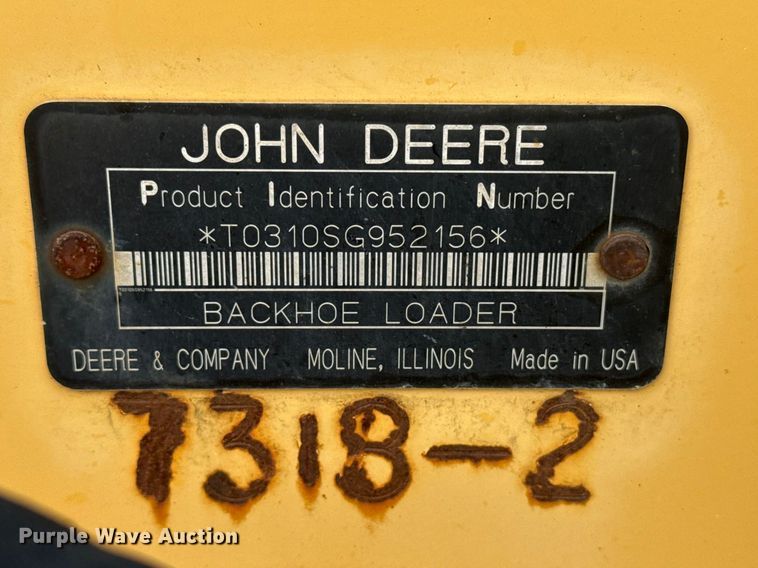 JOHN DEERE
Product Identification Number
*T0310SG952156*
BACKHOE LOADER
DEERE & COMPANY MOLINE, ILLINOIS Made in USA
7318-2
Purple Wave Auction